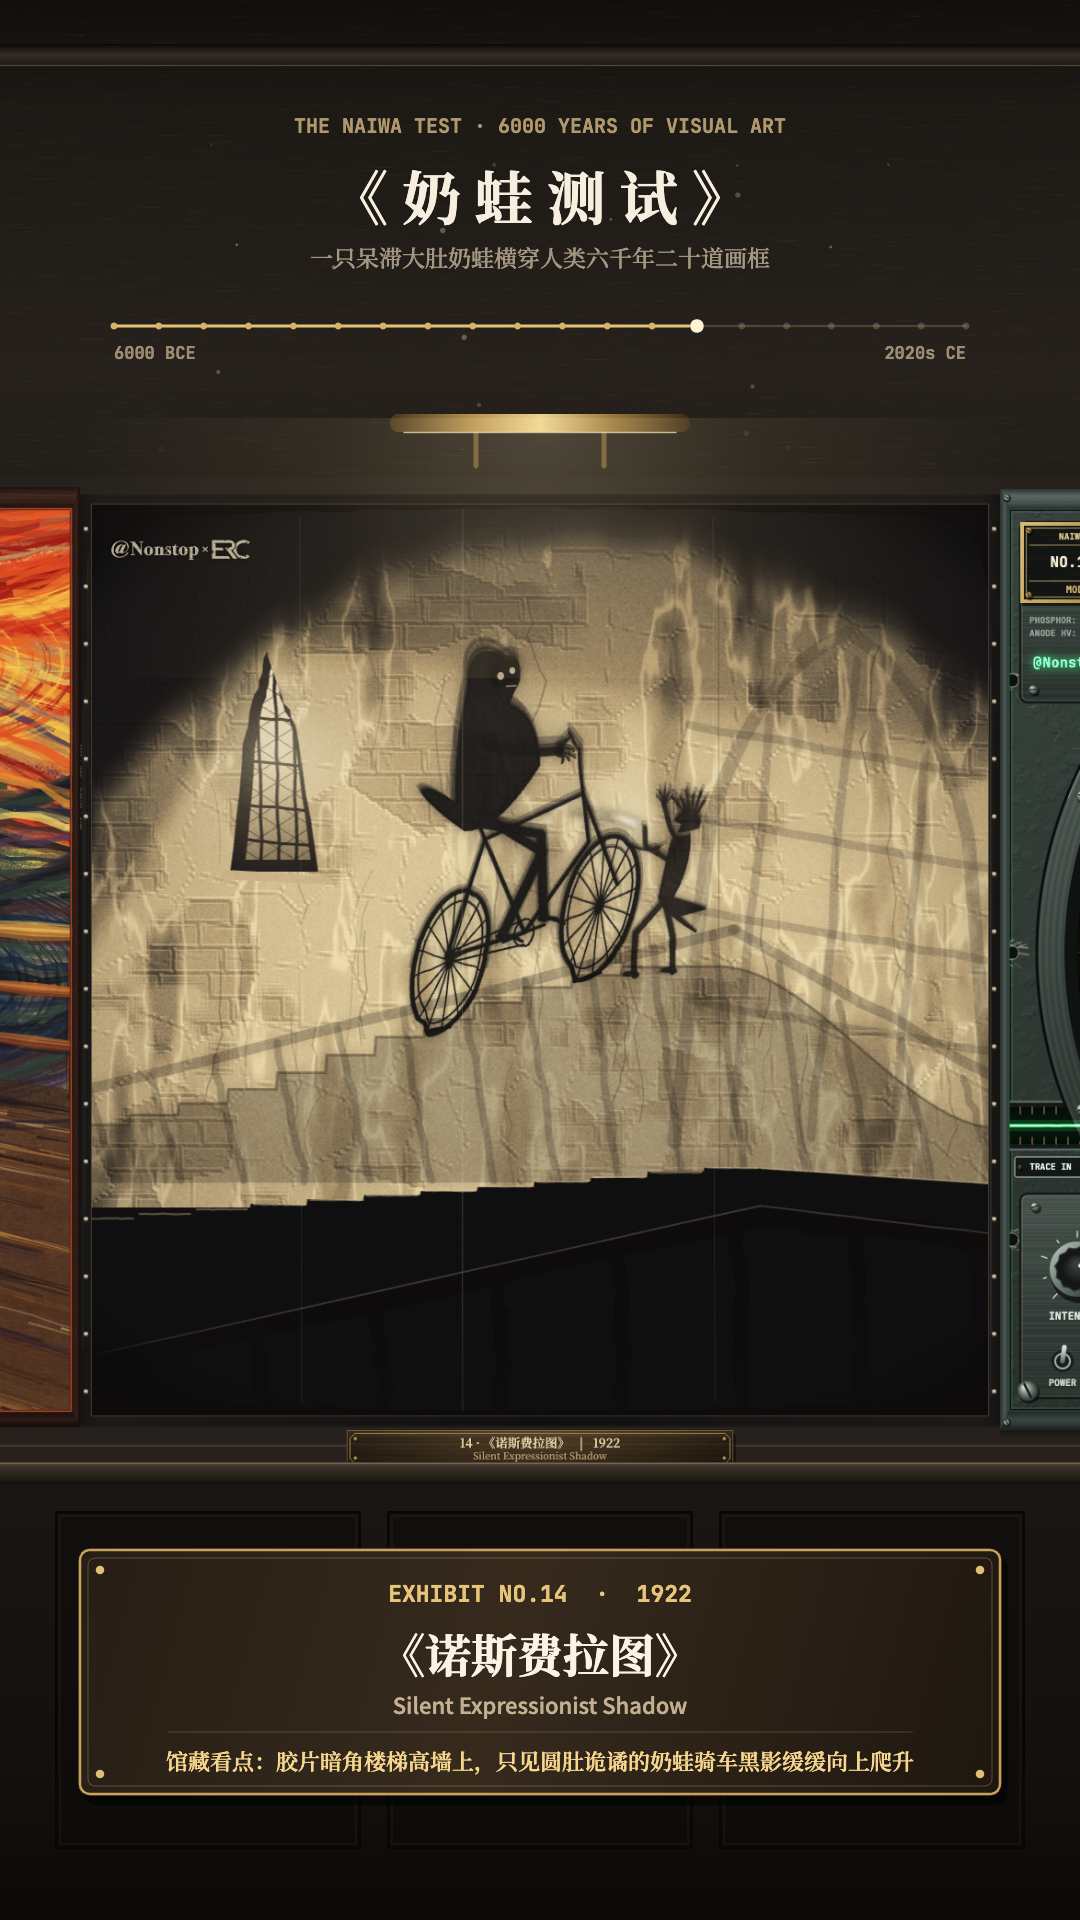 THE NAIWA TEST · 6000 YEARS OF VISUAL ART
《奶蛙测试》
一只呆滞大肚奶蛙横穿人类六千年二十道画框
6000 BCE
2020s CE
@Nonstop × ERC
NO.1
PHOSPHOR:
ANODE HV:
TRACE IN
POWER
14 · 《诺斯费拉图》 | 1922
Silent Expressionist Shadow
EXHIBIT NO.14 · 1922
《诺斯费拉图》
Silent Expressionist Shadow
馆藏看点：胶片暗角楼梯高墙上，只见圆肚诡谲的奶蛙骑车黑影缓缓向上爬升